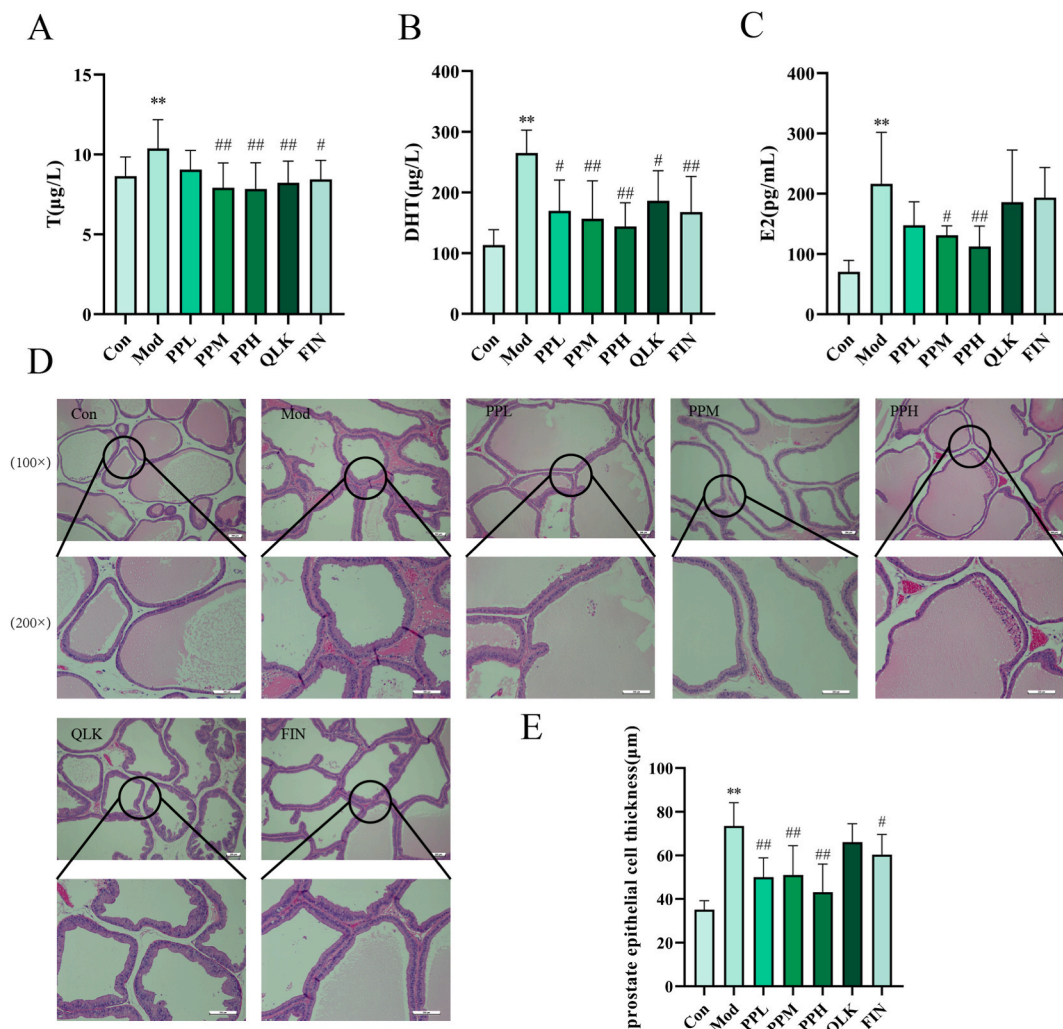 A
T(μg/L)
15
10
5
0
**
##
##
##
#
Con
Mod
PPL
PPM
PPH
QLK
FIN
B
DHT(μg/L)
400
300
200
100
0
**
#
##
##
#
##
Con
Mod
PPL
PPM
PPH
QLK
FIN
C
E2(pg/mL)
400
300
200
100
0
**
#
##
Con
Mod
PPL
PPM
PPH
QLK
FIN
D
Con
Mod
PPL
PPM
PPH
(100×)
(200×)
QLK
FIN
E
prostate epithelial cell thickness(μm)
100
80
60
40
20
0
**
##
##
##
#
Con
Mod
PPL
PPM
PPH
QLK
FIN